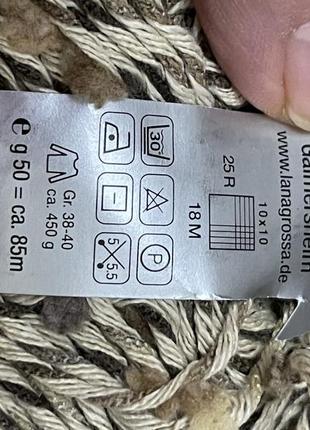 Gaimersheim
www.lanagrossa.de
10 x 10
25 R
18 M
30°
P
5 5,5
Gr. 38-40
ca. 450 g
e g 50 = ca. 85m